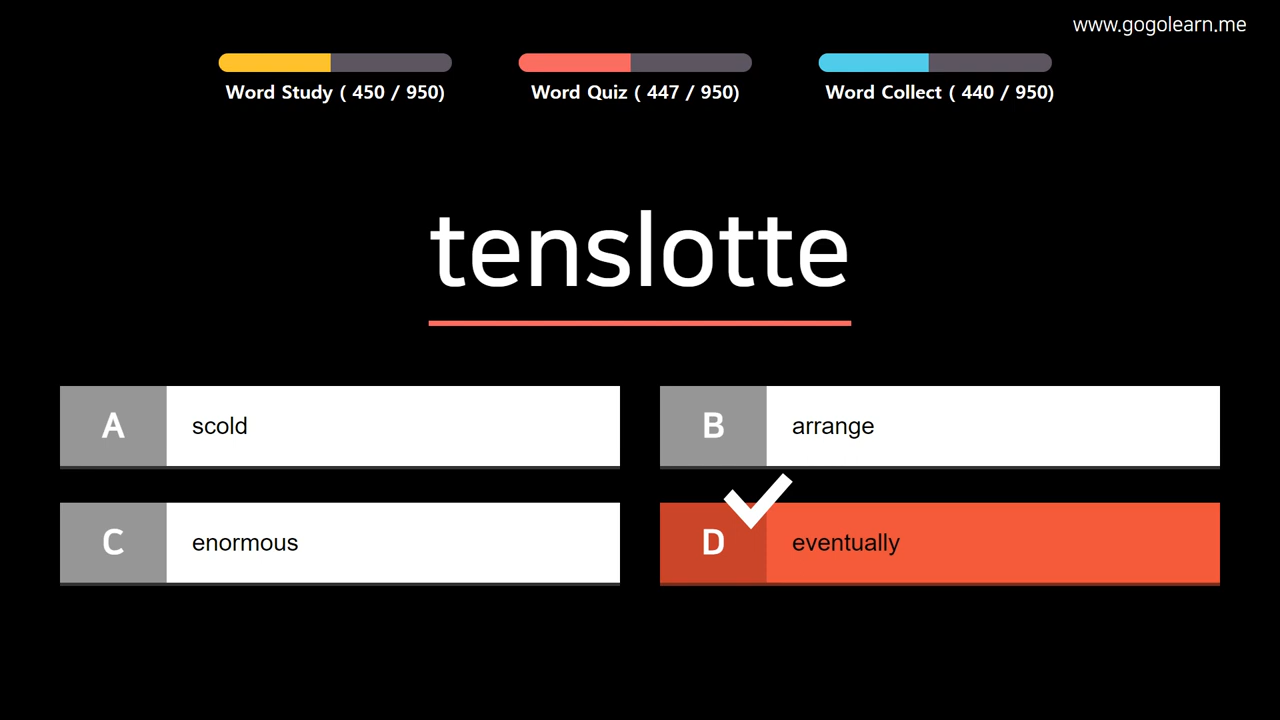 www.gogolearn.me
Word Study ( 450 / 950)
Word Quiz ( 447 / 950)
Word Collect ( 440 / 950)
tenslotte
A scold
B arrange
C enormous
D eventually